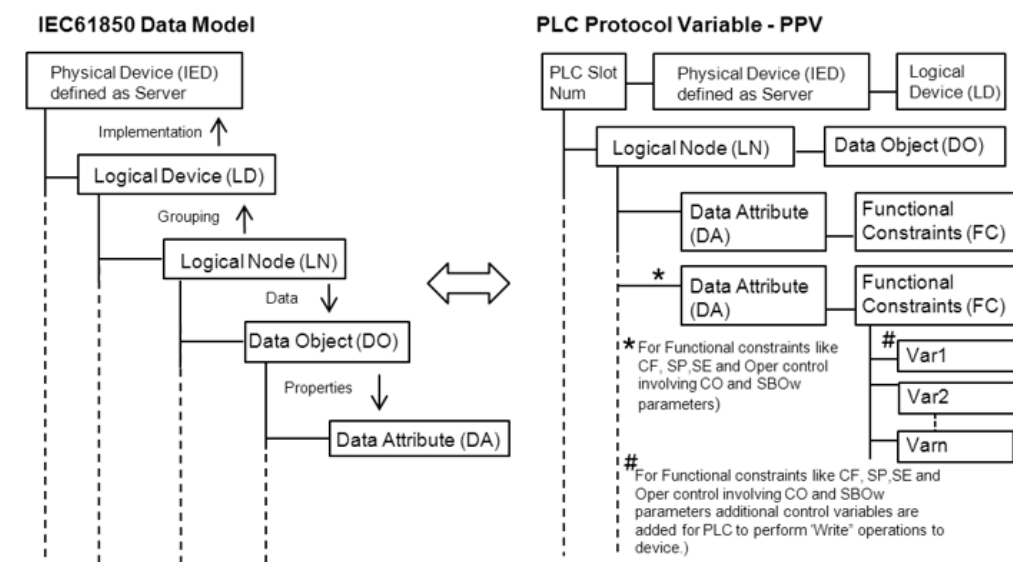 IEC61850 Data Model
Physical Device (IED)
defined as Server
Implementation
Logical Device (LD)
Grouping
Logical Node (LN)
Data
Data Object (DO)
Properties
Data Attribute (DA)
PLC Protocol Variable - PPV
PLC Slot
Num
Physical Device (IED)
defined as Server
Logical
Device (LD)
Logical Node (LN)
Data Object (DO)
Data Attribute
(DA)
Functional
Constraints (FC)
*
Data Attribute
(DA)
Functional
Constraints (FC)
*For Functional constraints like
CF, SP,SE and Oper control
involving CO and SBOw
parameters)
#
Var1
Var2
Varn
#
For Functional constraints like CF, SP,SE and
Oper control involving CO and SBOw
parameters additional control variables are
added for PLC to perform 'Write" operations to
device.)